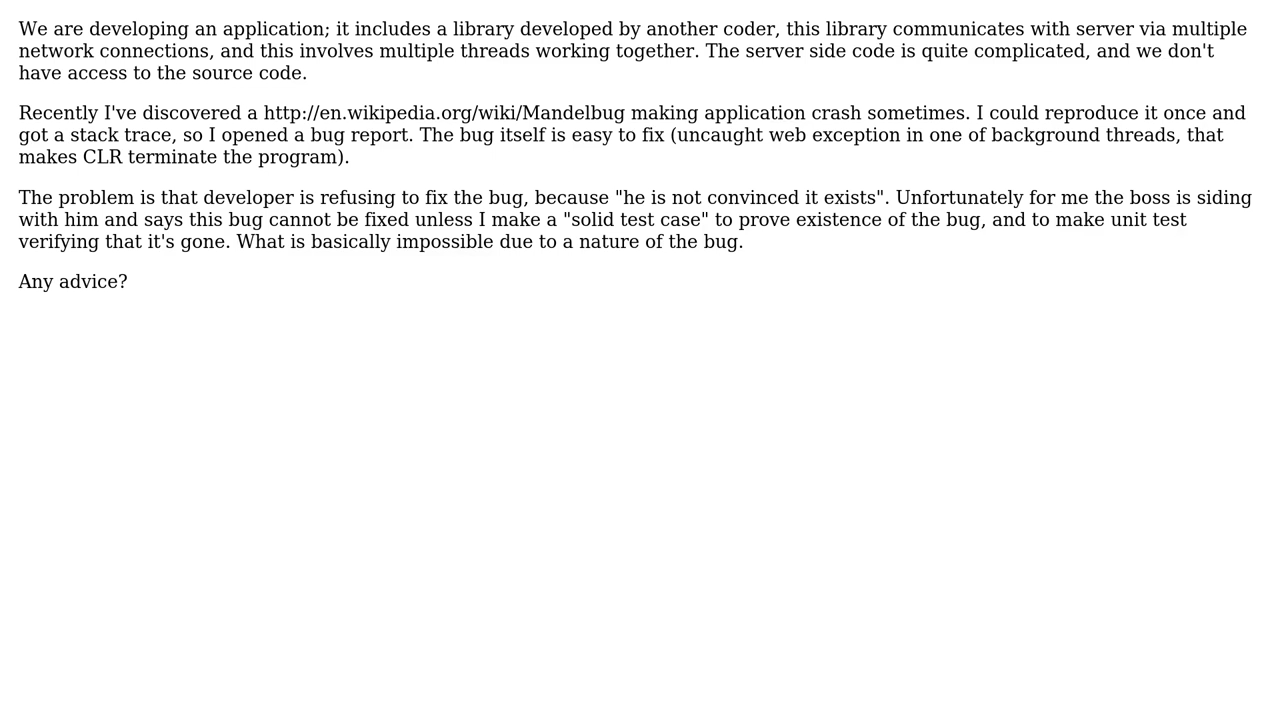 We are developing an application; it includes a library developed by another coder, this library communicates with server via multiple
network connections, and this involves multiple threads working together. The server side code is quite complicated, and we don't
have access to the source code.
Recently I've discovered a http://en.wikipedia.org/wiki/Mandelbug making application crash sometimes. I could reproduce it once and
got a stack trace, so I opened a bug report. The bug itself is easy to fix (uncaught web exception in one of background threads, that
makes CLR terminate the program).
The problem is that developer is refusing to fix the bug, because "he is not convinced it exists". Unfortunately for me the boss is siding
with him and says this bug cannot be fixed unless I make a "solid test case" to prove existence of the bug, and to make unit test
verifying that it's gone. What is basically impossible due to a nature of the bug.
Any advice?